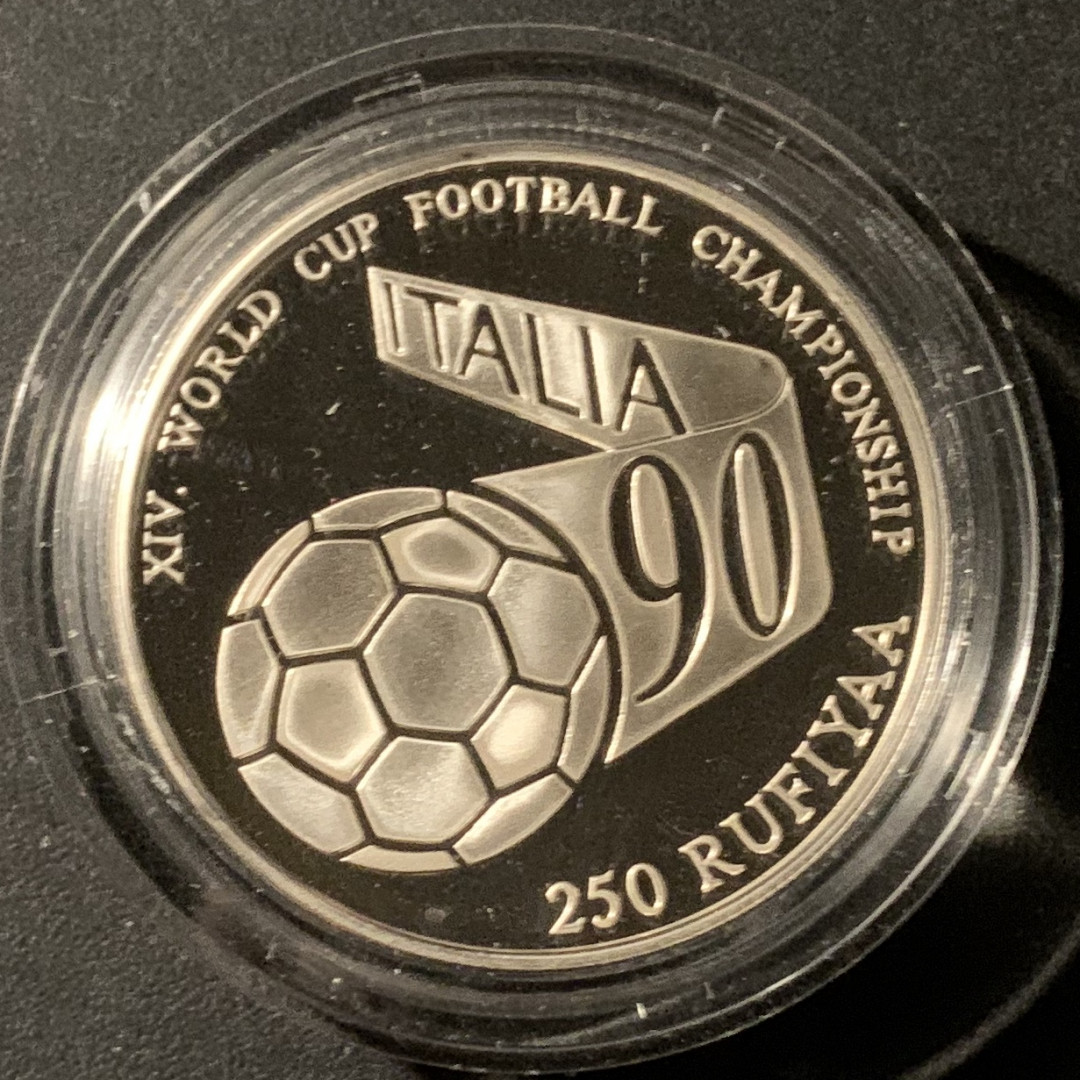 XIV. WORLD CUP FOOTBALL CHAMPIONSHIP
ITALIA
90
250 RUFIYAA